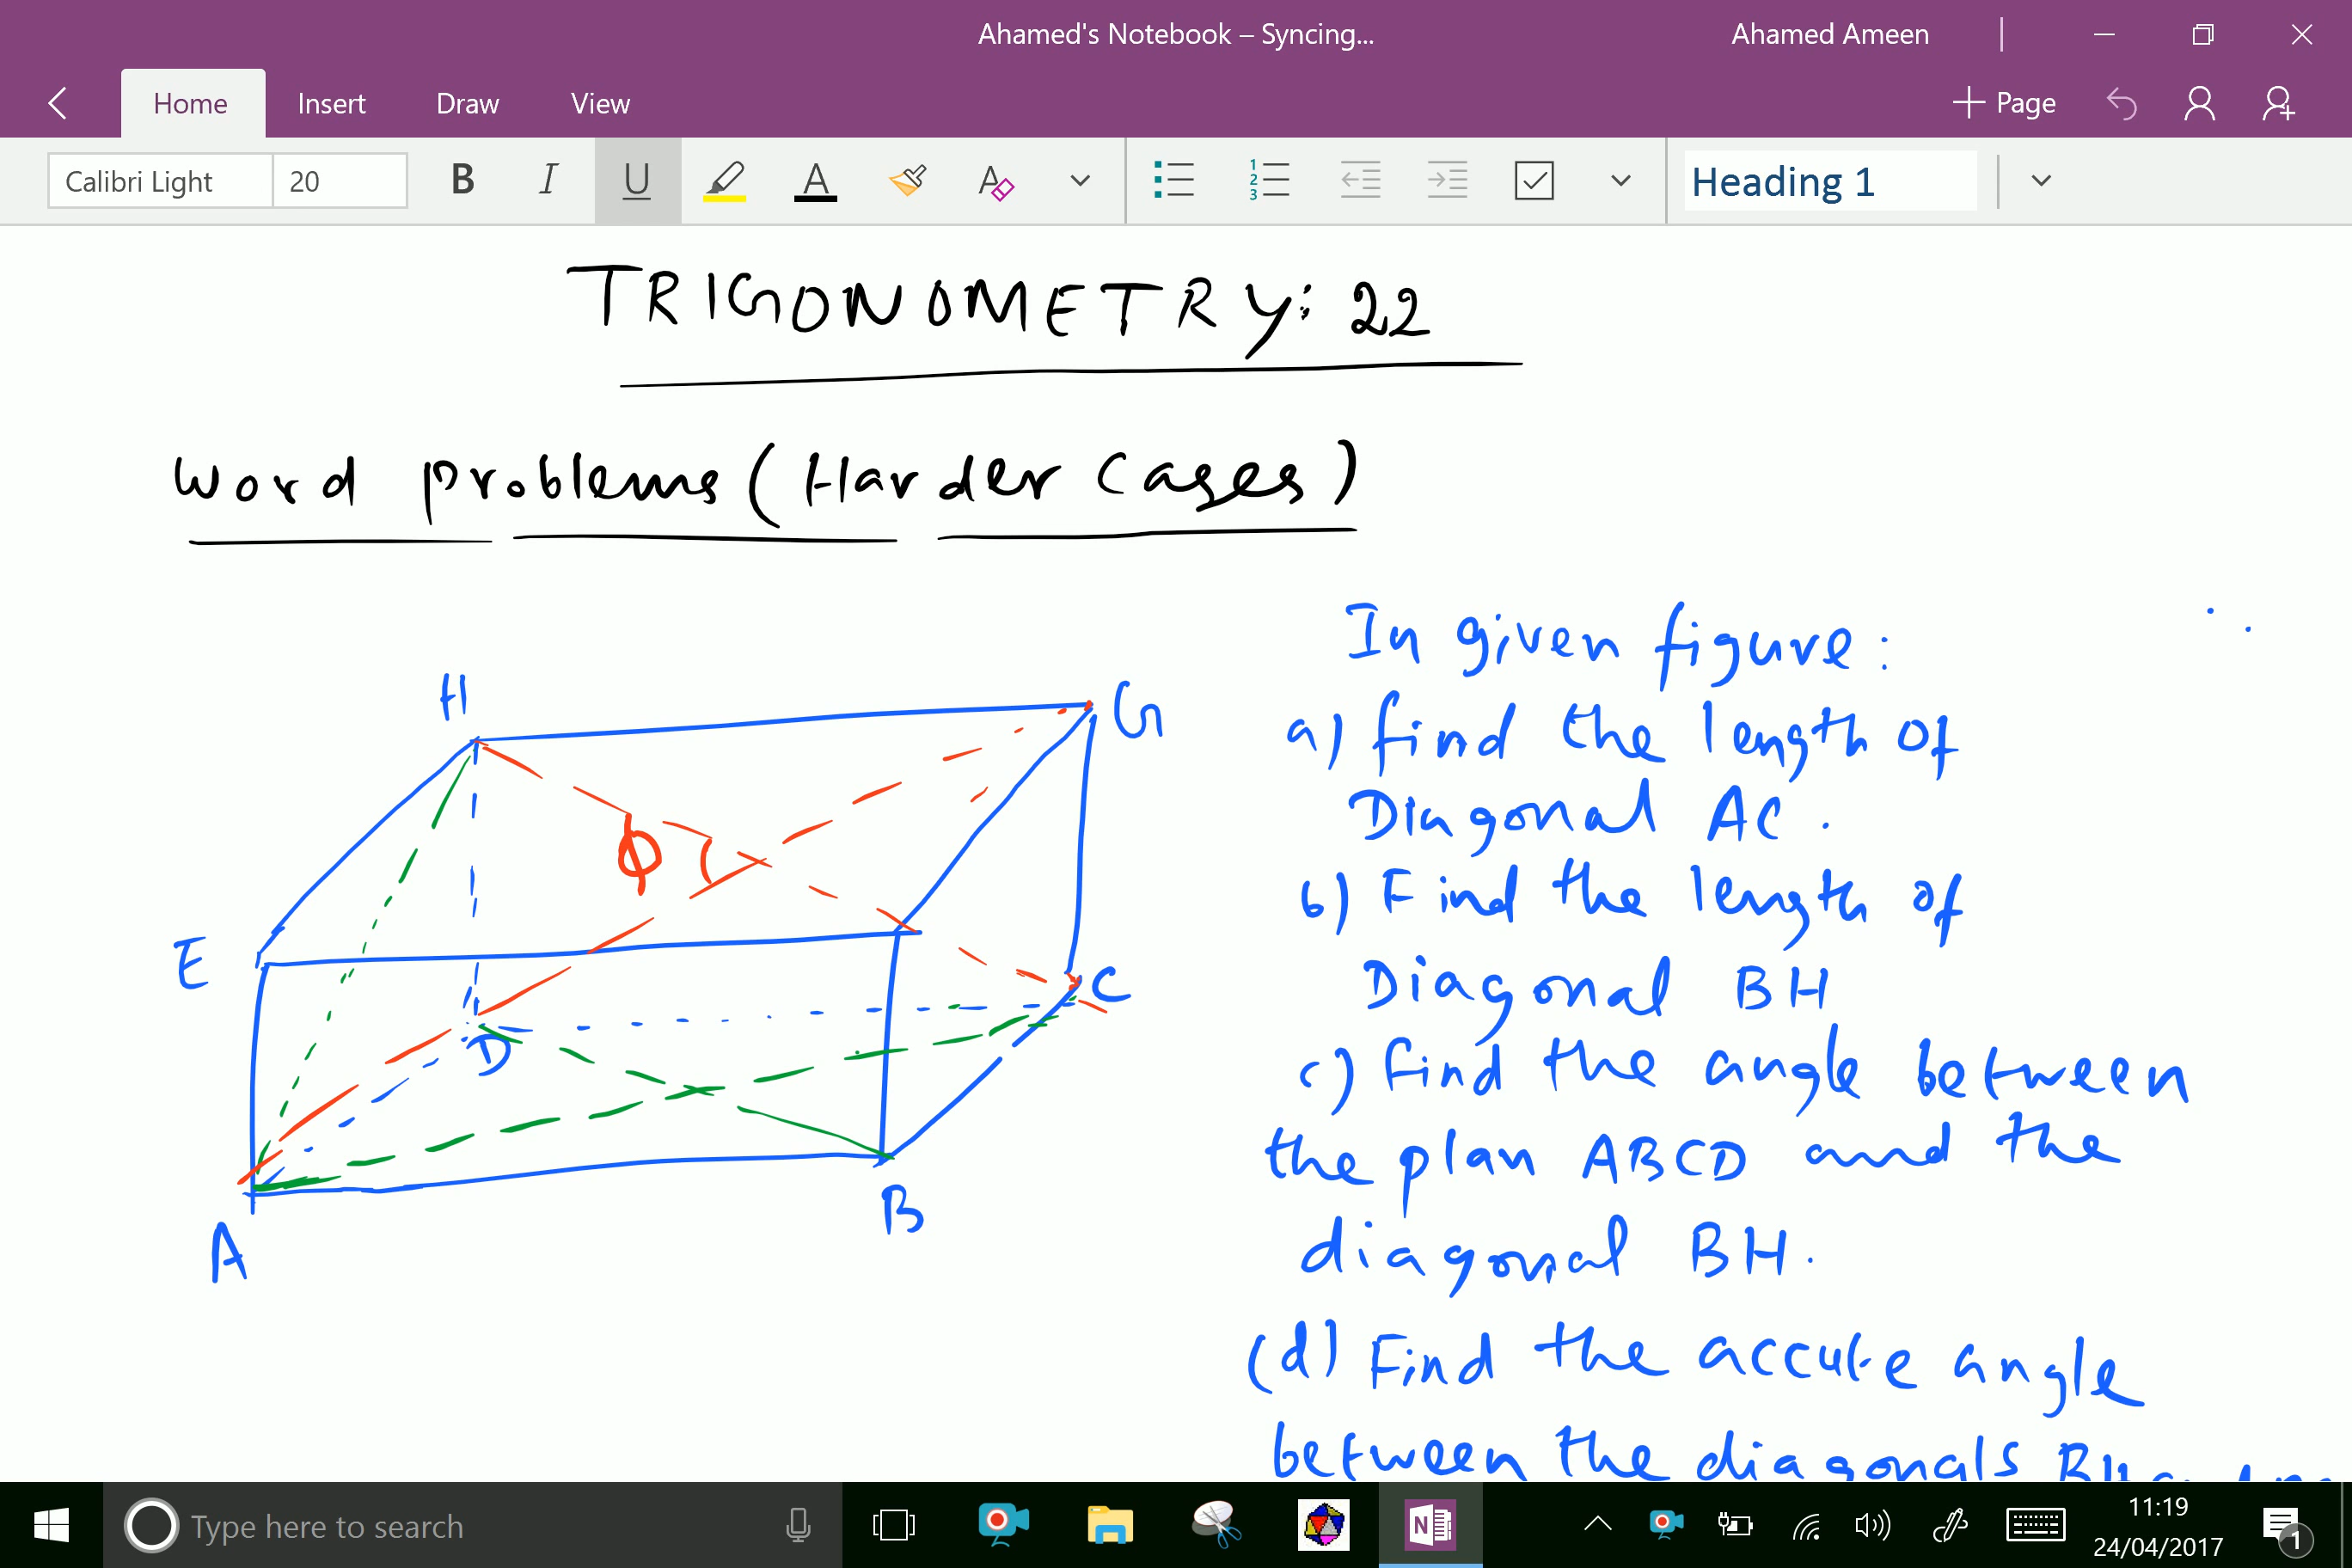 Ahamed's Notebook – Syncing...
Ahamed Ameen
Home Insert Draw View
Page
Calibri Light 20 B I U A A
Heading 1
TRIGONOMETRY: 22
Word Problems (Harder Cases)
In given figure:
a) find the length of
Diagonal AC.
b) Find the length of
Diagonal BH
c) find the angle between
the plan ABCD and the
diagonal BH.
(d) Find the accute angle
between the diagonals
H
G
ϕ
E
C
D
B
A
Type here to search
N
11:19
24/04/2017
1